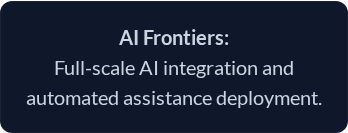 AI Frontiers:
Full-scale AI integration and
automated assistance deployment.